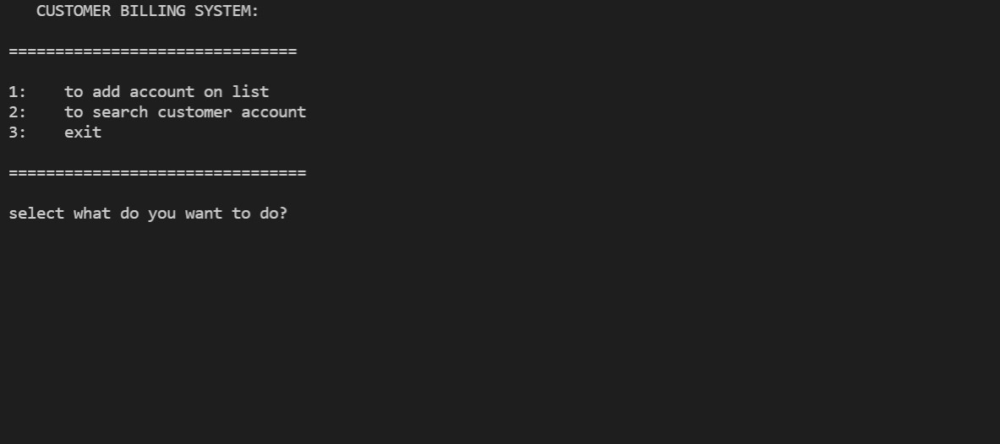 CUSTOMER BILLING SYSTEM:
===============================
1: to add account on list
2: to search customer account
3: exit
================================
select what do you want to do?